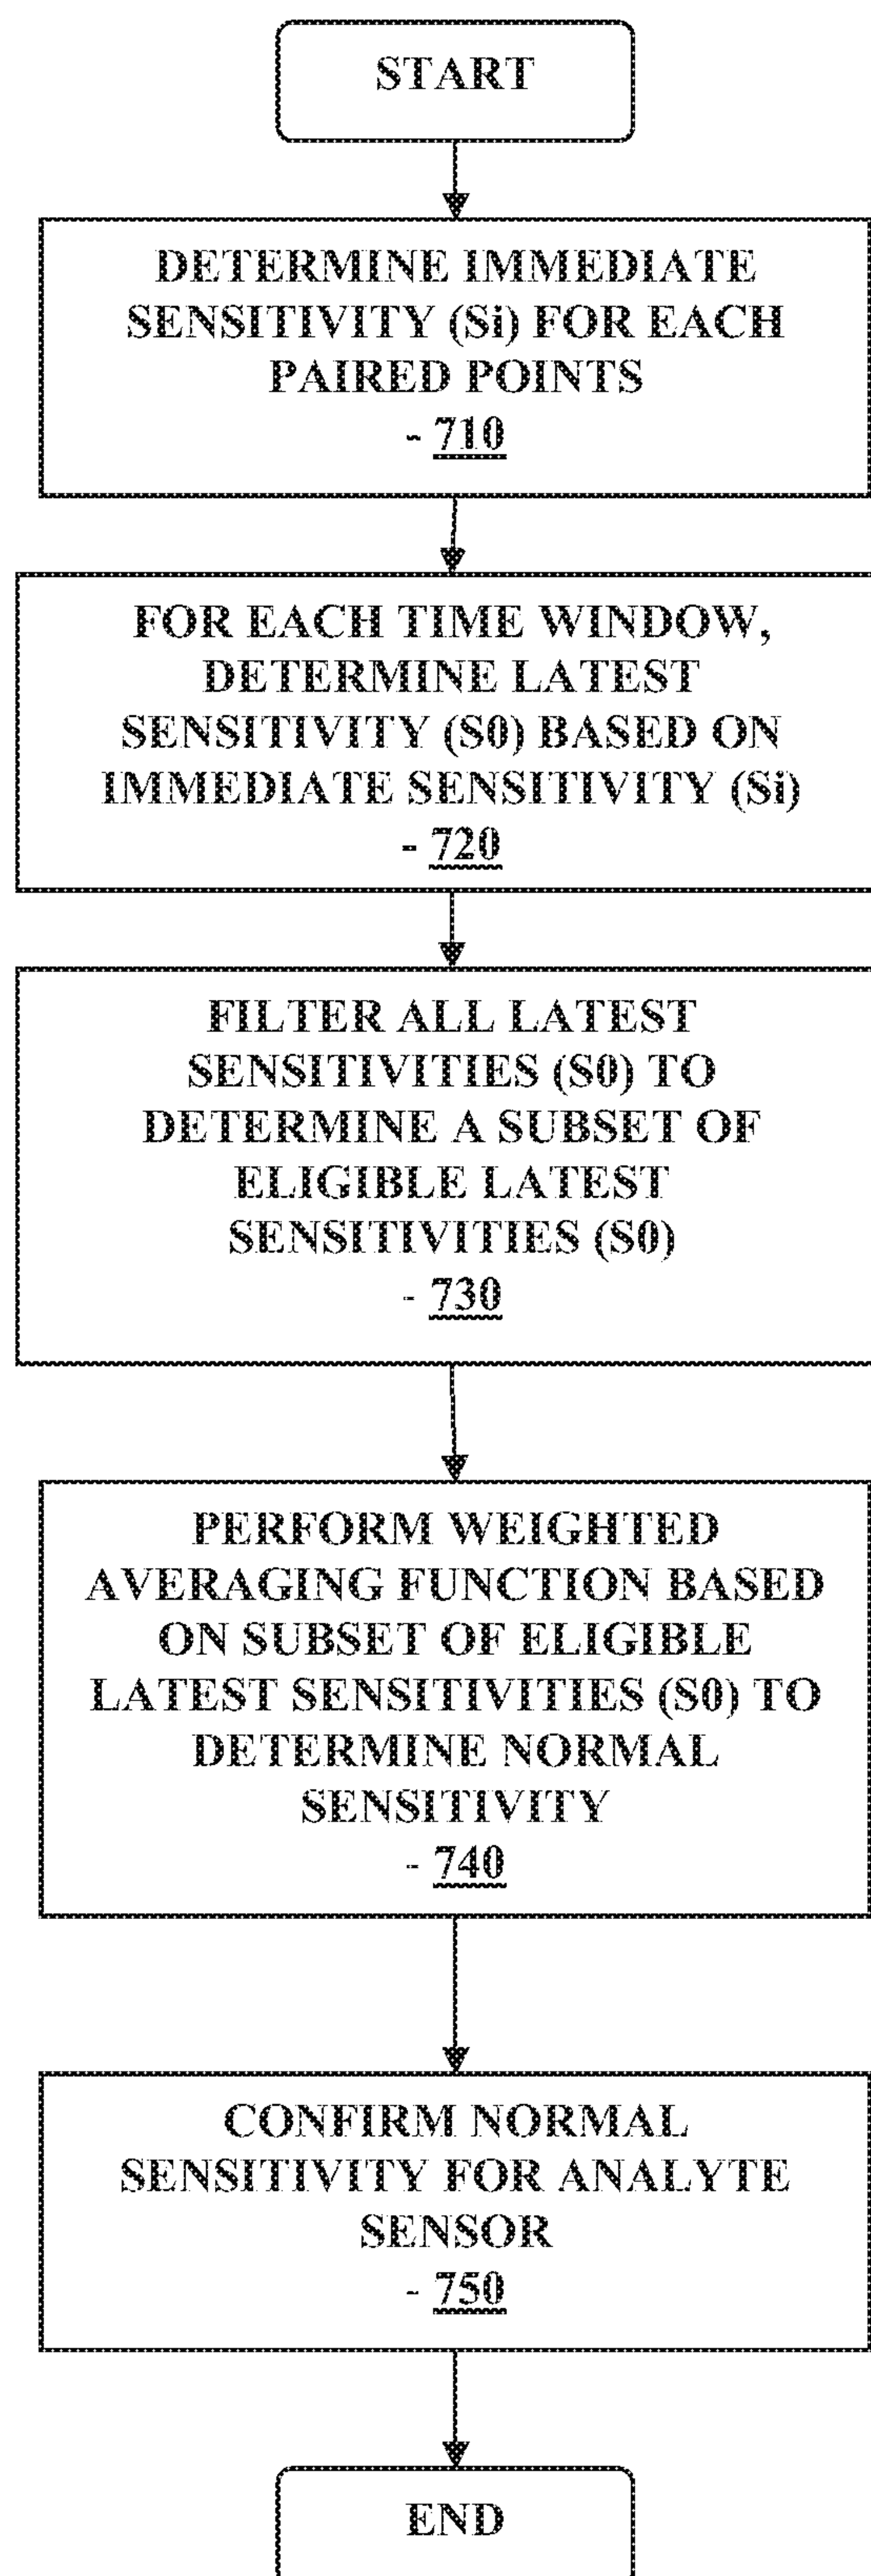 START
DETERMINE IMMEDIATE
SENSITIVITY (Si) FOR EACH
PAIRED POINTS
- 710
FOR EACH TIME WINDOW,
DETERMINE LATEST
SENSITIVITY (S0) BASED ON
IMMEDIATE SENSITIVITY (Si)
- 720
FILTER ALL LATEST
SENSITIVITIES (S0) TO
DETERMINE A SUBSET OF
ELIGIBLE LATEST
SENSITIVITIES (S0)
- 730
PERFORM WEIGHTED
AVERAGING FUNCTION BASED
ON SUBSET OF ELIGIBLE
LATEST SENSITIVITIES (S0) TO
DETERMINE NORMAL
SENSITIVITY
- 740
CONFIRM NORMAL
SENSITIVITY FOR ANALYTE
SENSOR
- 750
END